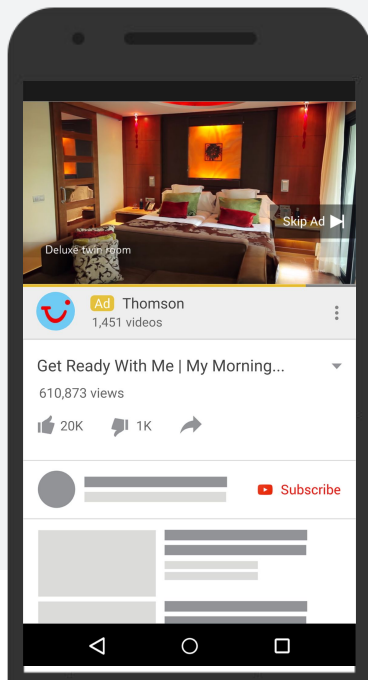 Skip Ad
Deluxe twin room
Ad Thomson
1,451 videos
Get Ready With Me | My Morning...
610,873 views
20K 1K
Subscribe